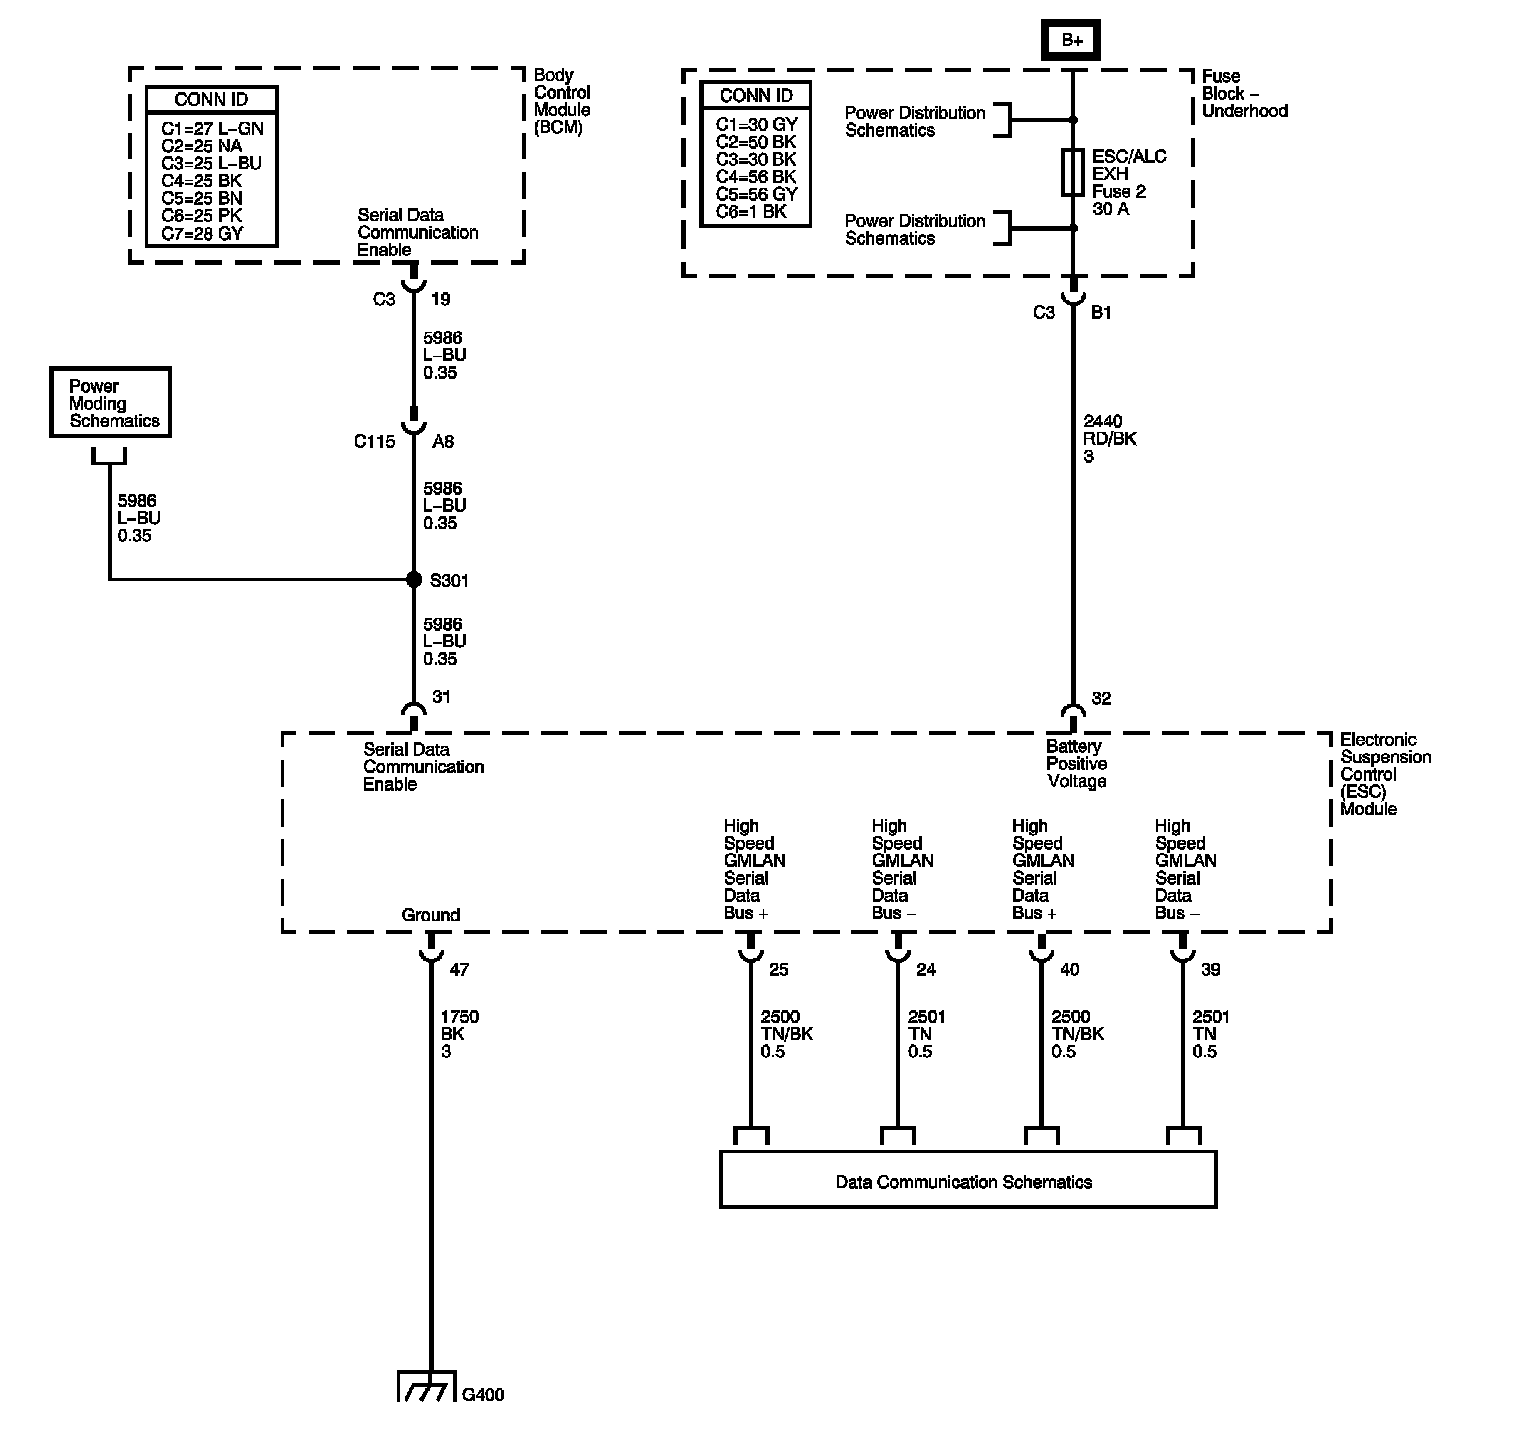 B+
Body
Control
Module
(BCM)
CONN ID
C1=27 L-GN
C2=25 NA
C3=25 L-BU
C4=25 BK
C5=25 BN
C6=25 PK
C7=28 GY
Serial Data
Communication
Enable
Fuse
Block –
Underhood
CONN ID
C1=30 GY
C2=50 BK
C3=30 BK
C4=56 BK
C5=56 GY
C6=1 BK
Power Distribution
Schematics
ESC/ALC
EXH
Fuse 2
30 A
Power Distribution
Schematics
C3 19
C3 B1
5986
L-BU
0.35
Power
Moding
Schematics
C115 A8
2440
RD/BK
3
5986
L-BU
0.35
5986
L-BU
0.35
S301
5986
L-BU
0.35
31
32
Serial Data
Communication
Enable
Battery
Positive
Voltage
Electronic
Suspension
Control
(ESC)
Module
High
Speed
GMLAN
Serial
Data
Bus +
High
Speed
GMLAN
Serial
Data
Bus –
High
Speed
GMLAN
Serial
Data
Bus +
High
Speed
GMLAN
Serial
Data
Bus –
Ground
47
25
24
40
39
1750
BK
3
2500
TN/BK
0.5
2501
TN
0.5
2500
TN/BK
0.5
2501
TN
0.5
Data Communication Schematics
G400